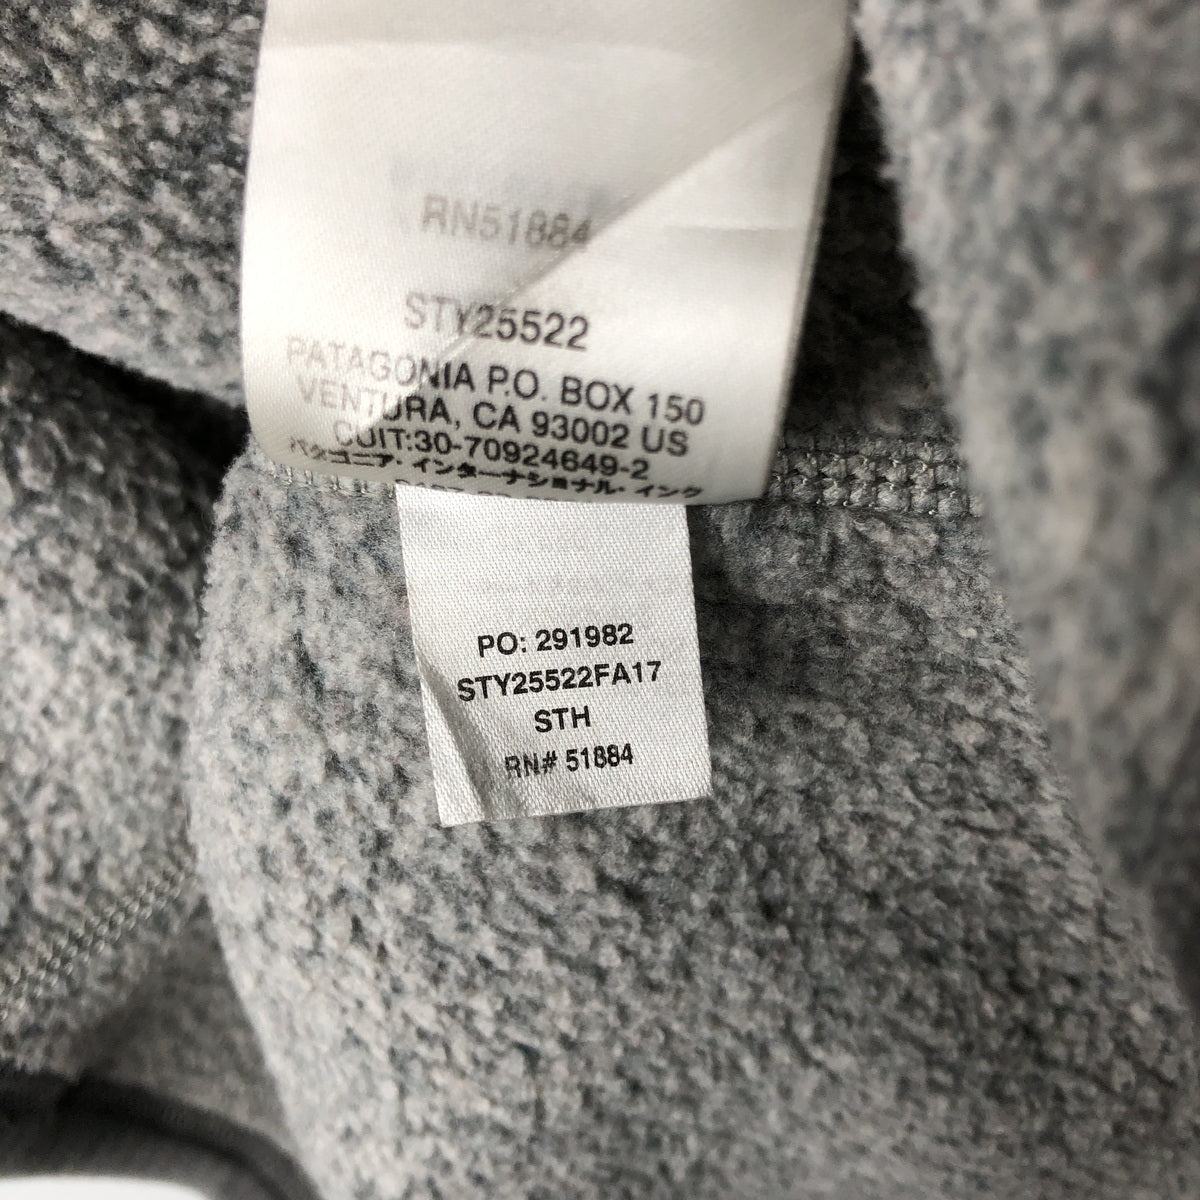 RN51884
STY25522
PATAGONIA P.O. BOX 150
VENTURA, CA 93002 US
CUIT:30-70924649-2
パタゴニア・インターナショナル・インク
PO: 291982
STY25522FA17
STH
RN# 51884